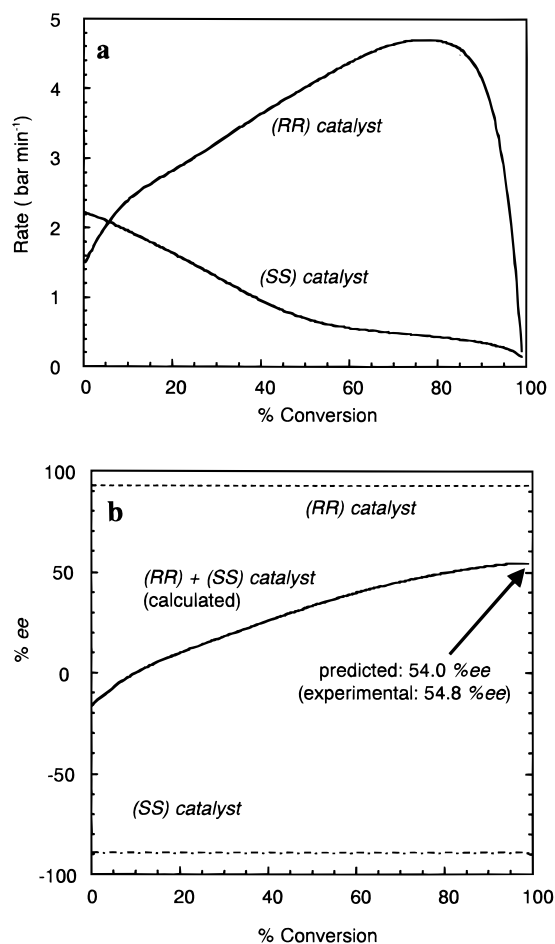 a
5
4
3
2
1
0
Rate ( bar min⁻¹)
(RR) catalyst
(SS) catalyst
0 20 40 60 80 100
% Conversion
b
100
50
0
-50
-100
% ee
(RR) catalyst
(RR) + (SS) catalyst
(calculated)
predicted: 54.0 %ee
(experimental: 54.8 %ee)
(SS) catalyst
0 20 40 60 80 100
% Conversion